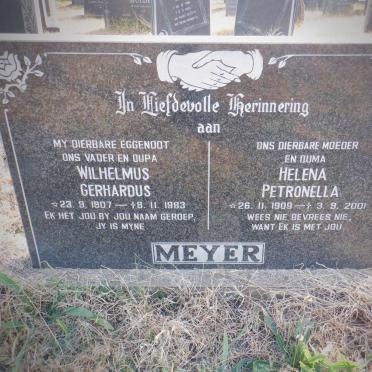 In Liefdevolle Herinnering
aan
MY DIERBARE EGGENOOT
ONS VADER EN OUPA
WILHELMUS
GERHARDUS
☆23. 9. 1907 — †6. 11. 1983
EK HET JOU BY JOU NAAM GEROEP,
JY IS MYNE
ONS DIERBARE MOEDER
EN OUMA
HELENA
PETRONELLA
☆26. 11. 1909 — †3. 9. 2001
WEES NIE BEVREES NIE,
WANT EK IS MET JOU.
MEYER